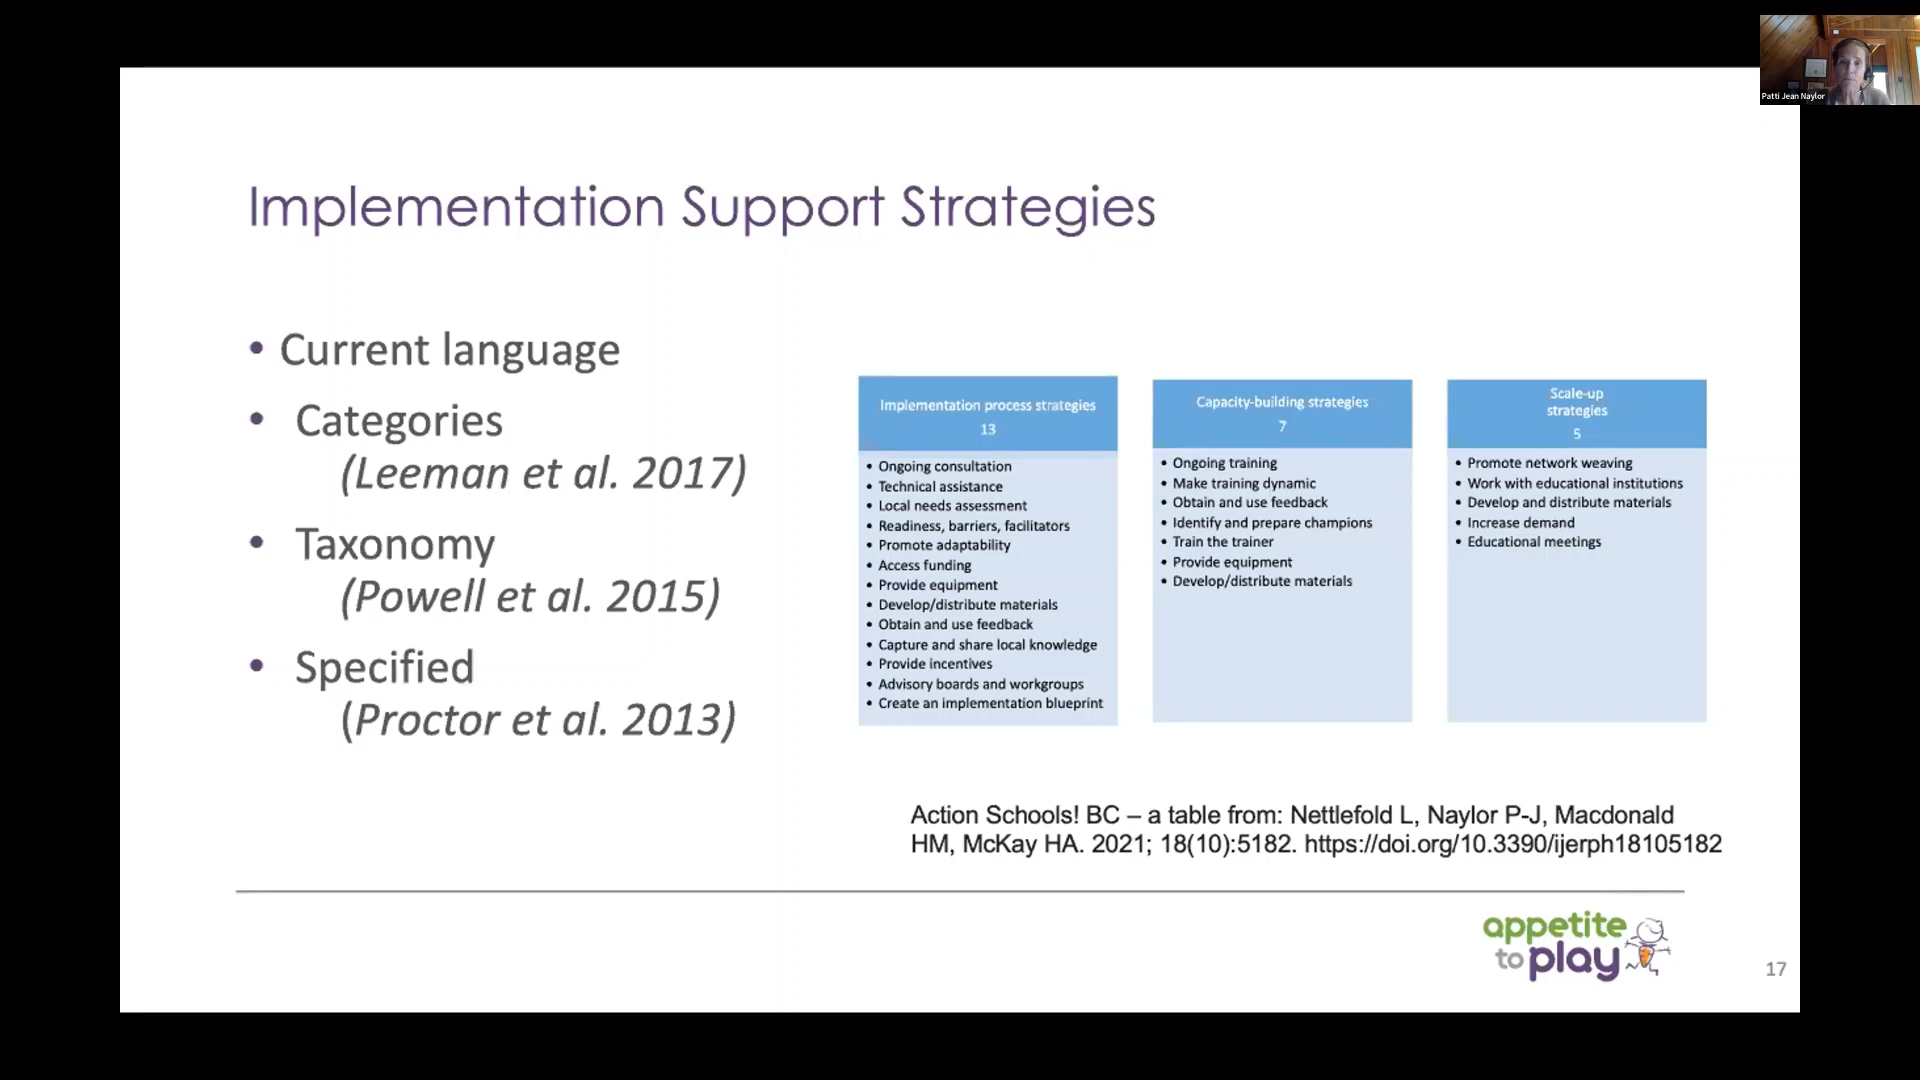 Patti Jean Naylor
Implementation Support Strategies
• Current language
• Categories
(Leeman et al. 2017)
• Taxonomy
(Powell et al. 2015)
• Specified
(Proctor et al. 2013)
Implementation process strategies
13
• Ongoing consultation
• Technical assistance
• Local needs assessment
• Readiness, barriers, facilitators
• Promote adaptability
• Access funding
• Provide equipment
• Develop/distribute materials
• Obtain and use feedback
• Capture and share local knowledge
• Provide incentives
• Advisory boards and workgroups
• Create an implementation blueprint
Capacity-building strategies
7
• Ongoing training
• Make training dynamic
• Obtain and use feedback
• Identify and prepare champions
• Train the trainer
• Provide equipment
• Develop/distribute materials
Scale-up
strategies
5
• Promote network weaving
• Work with educational institutions
• Develop and distribute materials
• Increase demand
• Educational meetings
Action Schools! BC – a table from: Nettlefold L, Naylor P-J, Macdonald
HM, McKay HA. 2021; 18(10):5182. https://doi.org/10.3390/ijerph18105182
appetite
to play
17